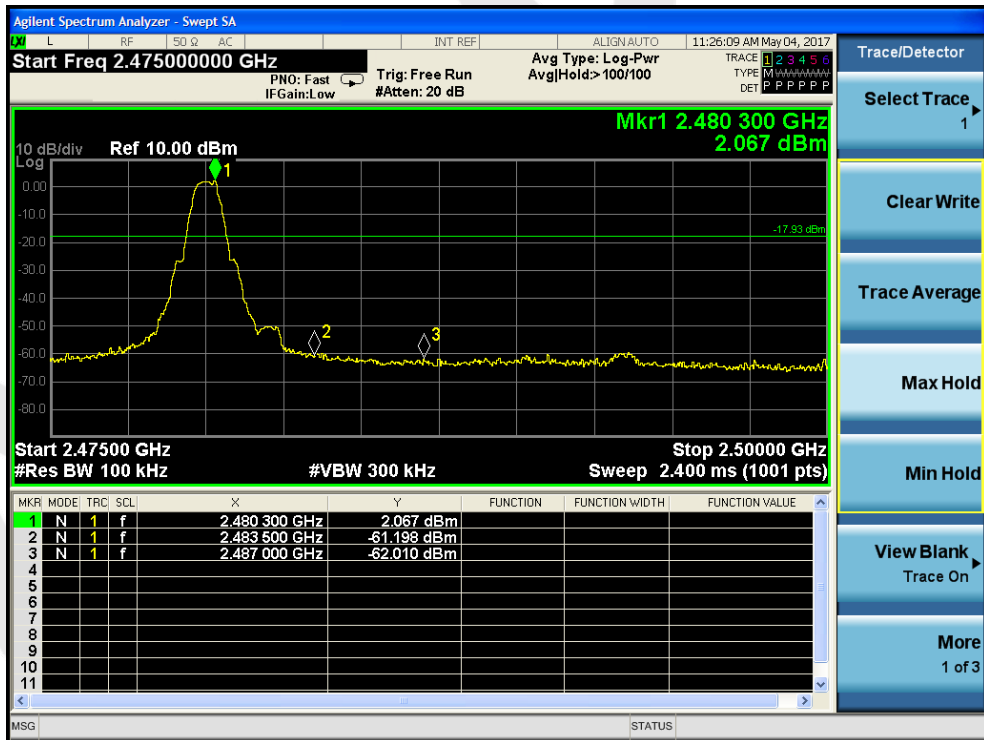 Agilent Spectrum Analyzer - Swept SA
LXI L RF 50 Ω AC INT REF ALIGN AUTO 11:26:09 AM May 04, 2017
Start Freq 2.475000000 GHz
PNO: Fast
IFGain:Low
Trig: Free Run
#Atten: 20 dB
Avg Type: Log-Pwr
Avg|Hold:>100/100
TRACE 1 2 3 4 5 6
TYPE M W W W W W
DET P P P P P P
Mkr1 2.480 300 GHz
2.067 dBm
10 dB/div Ref 10.00 dBm
Log
1
0.00
-10.0
-17.93 dBm
-20.0
-30.0
-40.0
-50.0
2
3
-60.0
-70.0
-80.0
Start 2.47500 GHz Stop 2.50000 GHz
#Res BW 100 kHz #VBW 300 kHz Sweep 2.400 ms (1001 pts)
MKR MODE TRC SCL X Y FUNCTION FUNCTION WIDTH FUNCTION VALUE
1 N 1 f 2.480 300 GHz 2.067 dBm
2 N 1 f 2.483 500 GHz -61.198 dBm
3 N 1 f 2.487 000 GHz -62.010 dBm
4
5
6
7
8
9
10
11
MSG STATUS
Trace/Detector
Select Trace
1
Clear Write
Trace Average
Max Hold
Min Hold
View Blank
Trace On
More
1 of 3